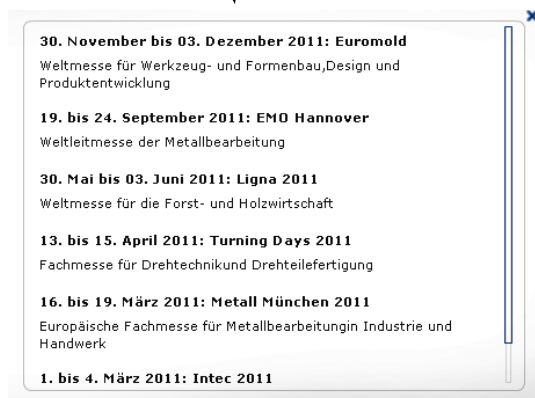 30. November bis 03. Dezember 2011: Euromold
Weltmesse für Werkzeug- und Formenbau,Design und
Produktentwicklung
19. bis 24. September 2011: EMO Hannover
Weltleitmesse der Metallbearbeitung
30. Mai bis 03. Juni 2011: Ligna 2011
Weltmesse für die Forst- und Holzwirtschaft
13. bis 15. April 2011: Turning Days 2011
Fachmesse für Drehtechnikund Drehteilefertigung
16. bis 19. März 2011: Metall München 2011
Europäische Fachmesse für Metallbearbeitungin Industrie und
Handwerk
1. bis 4. März 2011: Intec 2011